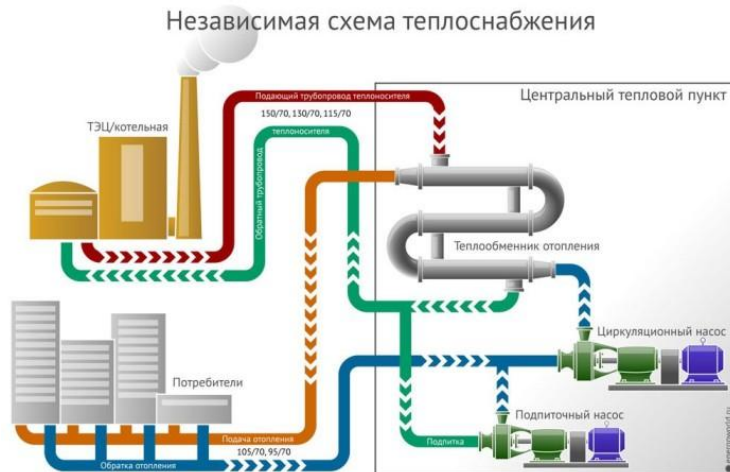 Независимая схема теплоснабжения
Подающий трубопровод теплоносителя
150/70, 130/70, 115/70
Центральный тепловой пункт
ТЭЦ/котельная
теплоносителя
Обратный трубопровод
Теплообменник отопления
Циркуляционный насос
Потребители
Подпиточный насос
Подача отопления
Подпитка
105/70, 95/70
Обратка отопления